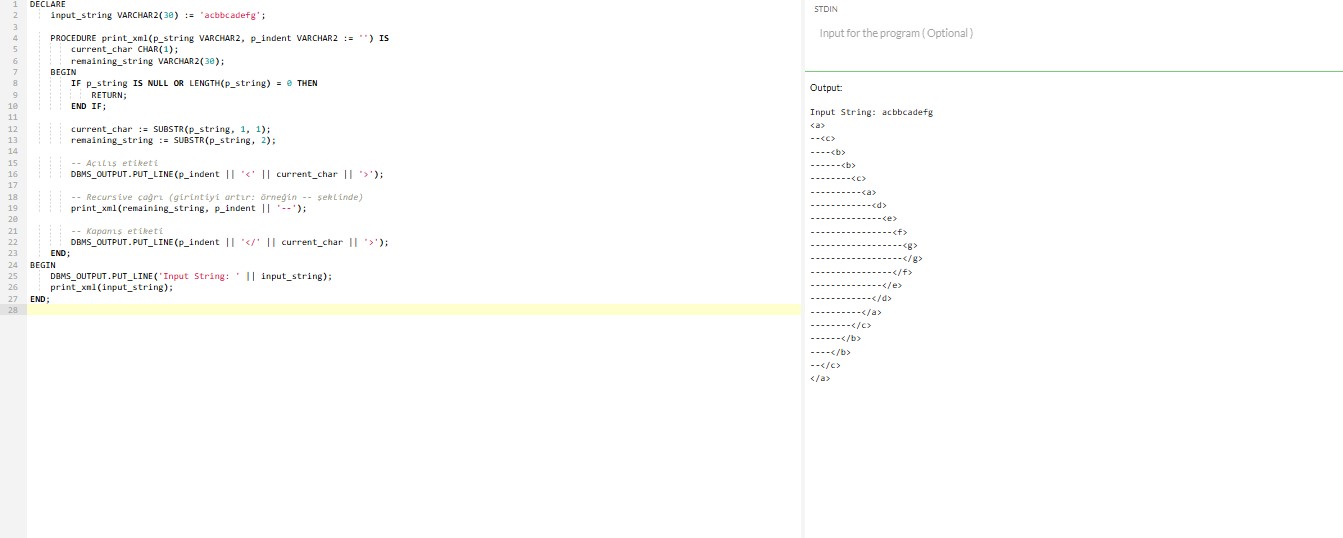 1 DECLARE
2 input_string VARCHAR2(30) := 'acbbcadefg';
3
4 PROCEDURE print_xml(p_string VARCHAR2, p_indent VARCHAR2 := '') IS
5 current_char CHAR(1);
6 remaining_string VARCHAR2(30);
7 BEGIN
8 IF p_string IS NULL OR LENGTH(p_string) = 0 THEN
9 RETURN;
10 END IF;
11
12 current_char := SUBSTR(p_string, 1, 1);
13 remaining_string := SUBSTR(p_string, 2);
14
15 -- Açılış etiketi
16 DBMS_OUTPUT.PUT_LINE(p_indent || '<' || current_char || '>');
17
18 -- Recursive çağrı (girintiyi artır: örneğin -- şeklinde)
19 print_xml(remaining_string, p_indent || '--');
20
21 -- Kapanış etiketi
22 DBMS_OUTPUT.PUT_LINE(p_indent || '</' || current_char || '>');
23 END;
24 BEGIN
25 DBMS_OUTPUT.PUT_LINE('Input String: ' || input_string);
26 print_xml(input_string);
27 END;
28
STDIN
Input for the program ( Optional )
Output:
Input String: acbbcadefg
<a>
--<c>
----<b>
------<b>
--------<c>
----------<a>
------------<d>
--------------<e>
----------------<f>
------------------<g>
------------------</g>
----------------</f>
--------------</e>
------------</d>
----------</a>
--------</c>
------</b>
----</b>
--</c>
</a>